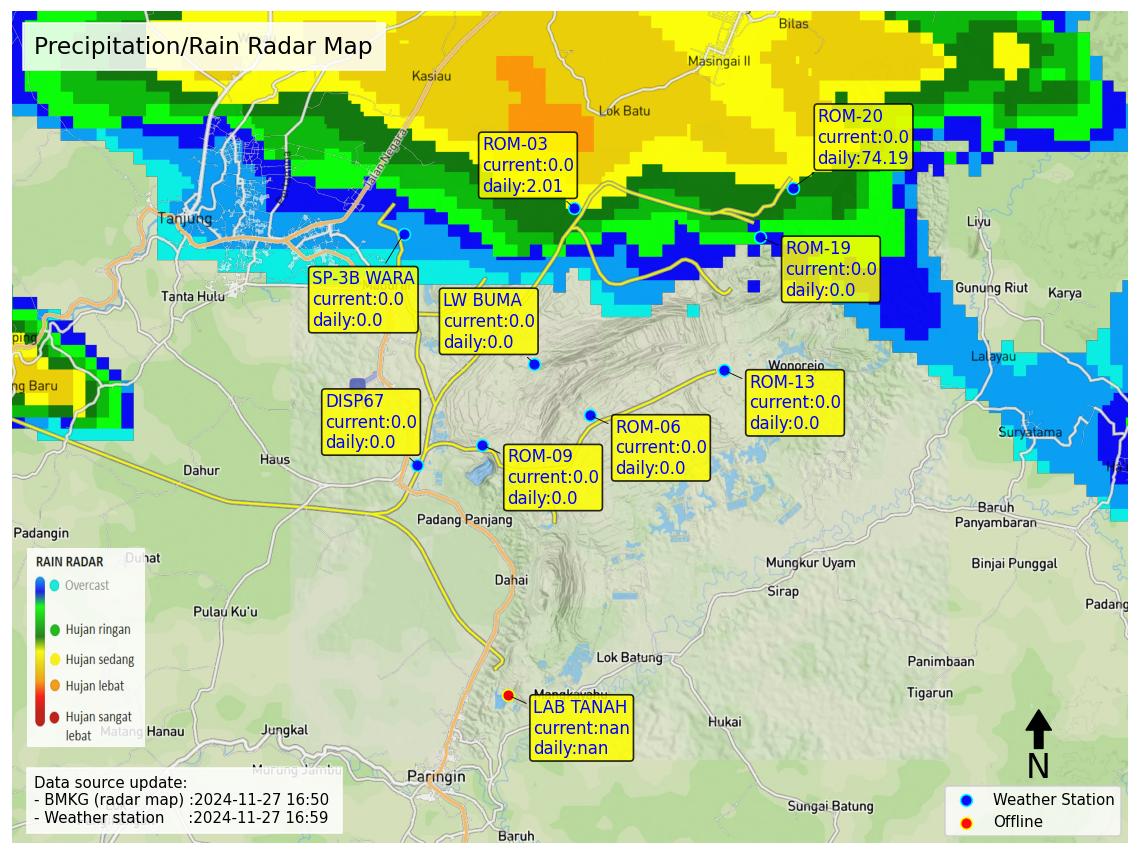 Precipitation/Rain Radar Map
Bilas
Masingai II
Kasiau
Lok Batu
Jalan Negara
ROM-03
current:0.0
daily:2.01
ROM-20
current:0.0
daily:74.19
Tanjung
Liyu
ROM-19
current:0.0
daily:0.0
SP-3B WARA
current:0.0
daily:0.0
LW BUMA
current:0.0
daily:0.0
Tanta Hulu
Gunung Riut
Karya
ping
Lalayau
Wonorejo
ng Baru
ROM-13
current:0.0
daily:0.0
DISP67
current:0.0
daily:0.0
ROM-06
current:0.0
daily:0.0
Suryatama
ROM-09
current:0.0
daily:0.0
Haus
Dahur
Baruh
Panyambaran
Padang Panjang
Padangin
Duhat
Mungkur Uyam
Binjai Punggal
Dahai
Sirap
Padang
Pulau Ku'u
RAIN RADAR
Overcast
Hujan ringan
Hujan sedang
Hujan lebat
Hujan sangat
lebat
Lok Batung
Panimbaan
Tigarun
Mangkayahu
LAB TANAH
current:nan
daily:nan
Hukai
Matang Hanau
Jungkal
Murung Jambu
Paringin
Sungai Batung
Baruh
Data source update:
- BMKG (radar map) :2024-11-27 16:50
- Weather station :2024-11-27 16:59
N
Weather Station
Offline